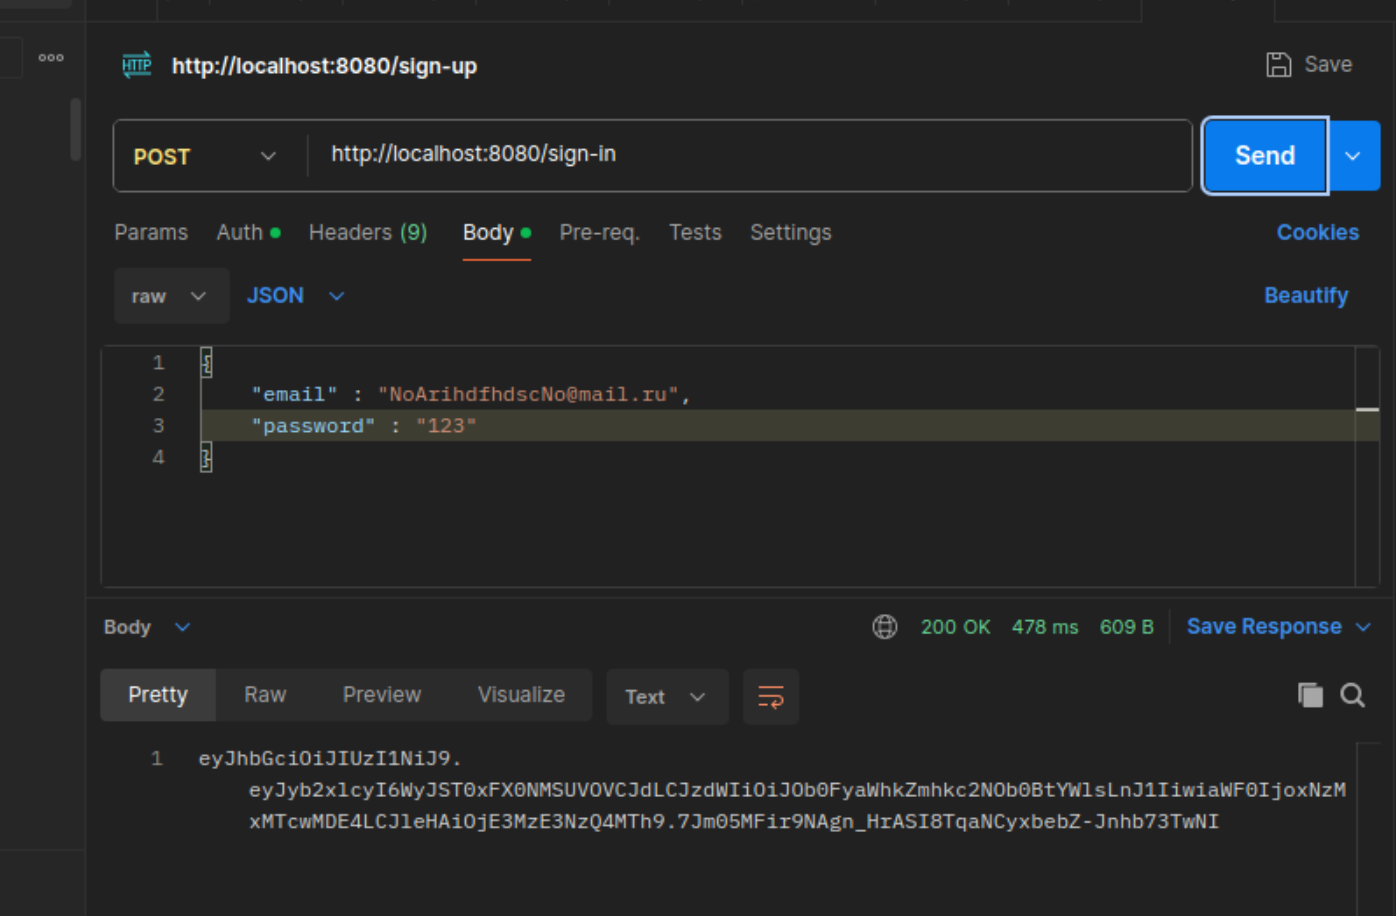 HTTP http://localhost:8080/sign-up Save
POST http://localhost:8080/sign-in Send
Params Auth Headers (9) Body Pre-req. Tests Settings Cookies
raw JSON Beautify
1 {
2 "email" : "NoArihdfhdscNo@mail.ru",
3 "password" : "123"
4 }
Body 200 OK 478 ms 609 B Save Response
Pretty Raw Preview Visualize Text
1 eyJhbGciOiJIUzI1NiJ9.
eyJyb2xlcyI6WyJST0xFX0NMSUVOVCJdLCJzdWIiOiJOb0FyaWhkZmhkc2NOb0BtYWlsLnJ1IiwiaWF0IjoxNzM
xMTcwMDE4LCJleHAiOjE3MzE3NzQ4MTh9.7Jm05MFir9NAgn_HrASI8TqaNCyxbebZ-Jnhb73TwNI